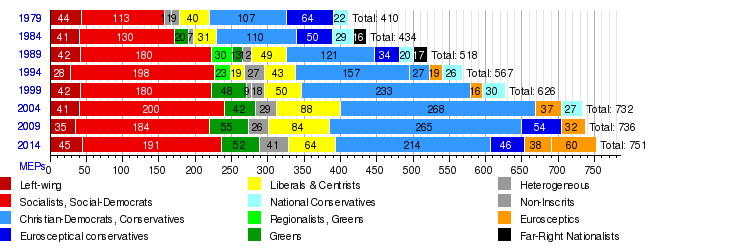 1979 44 113 1 19 40 107 64 22 Total: 410
1984 41 130 20 7 31 110 50 29 16 Total: 434
1989 42 180 30 13 12 49 121 34 20 17 Total: 518
1994 28 198 23 19 27 43 157 27 19 26 Total: 567
1999 42 180 48 9 18 50 233 16 30 Total: 626
2004 41 200 42 29 88 268 37 27 Total: 732
2009 35 184 55 26 84 265 54 32 Total: 736
2014 45 191 52 41 64 214 46 38 60 Total: 751
MEPs 0 50 100 150 200 250 300 350 400 450 500 550 600 650 700 750
Left-wing Liberals & Centrists Heterogeneous
Socialists, Social-Democrats National Conservatives Non-Inscrits
Christian-Democrats, Conservatives Regionalists, Greens Eurosceptics
Eurosceptical conservatives Greens Far-Right Nationalists